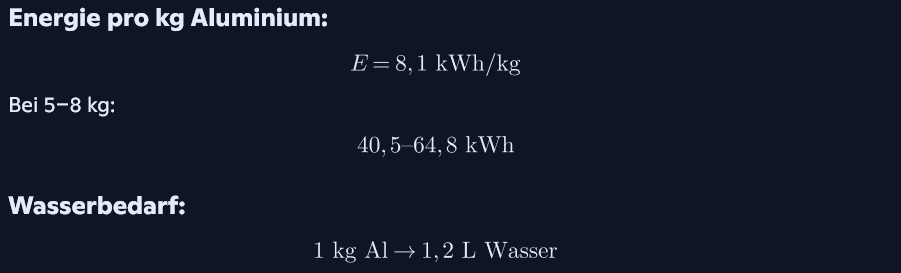 Energie pro kg Aluminium:
E = 8,1 kWh/kg
Bei 5–8 kg:
40,5–64,8 kWh
Wasserbedarf:
1 kg Al → 1,2 L Wasser